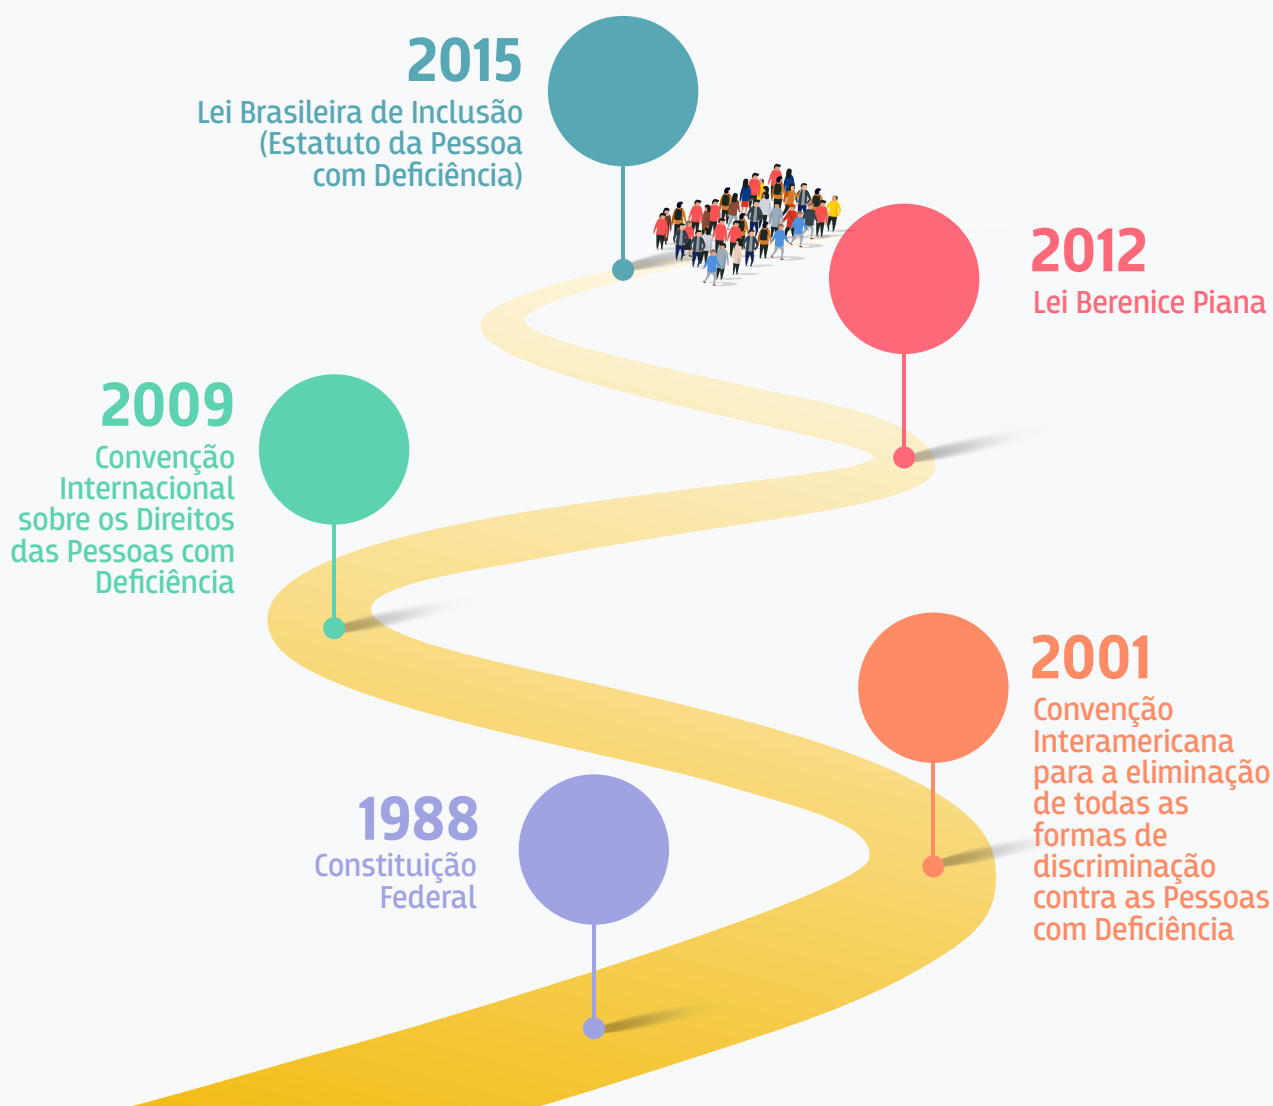 2015
Lei Brasileira de Inclusão
(Estatuto da Pessoa
com Deficiência)
2012
Lei Berenice Piana
2009
Convenção
Internacional
sobre os Direitos
das Pessoas com
Deficiência
2001
Convenção
Interamericana
para a eliminação
de todas as
formas de
discriminação
contra as Pessoas
com Deficiência
1988
Constituição
Federal